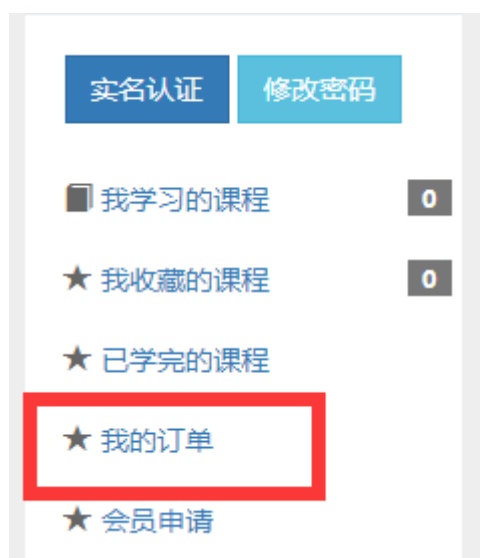 实名认证 修改密码
我学习的课程 0
★ 我收藏的课程 0
★ 已学完的课程
★ 我的订单
★ 会员申请